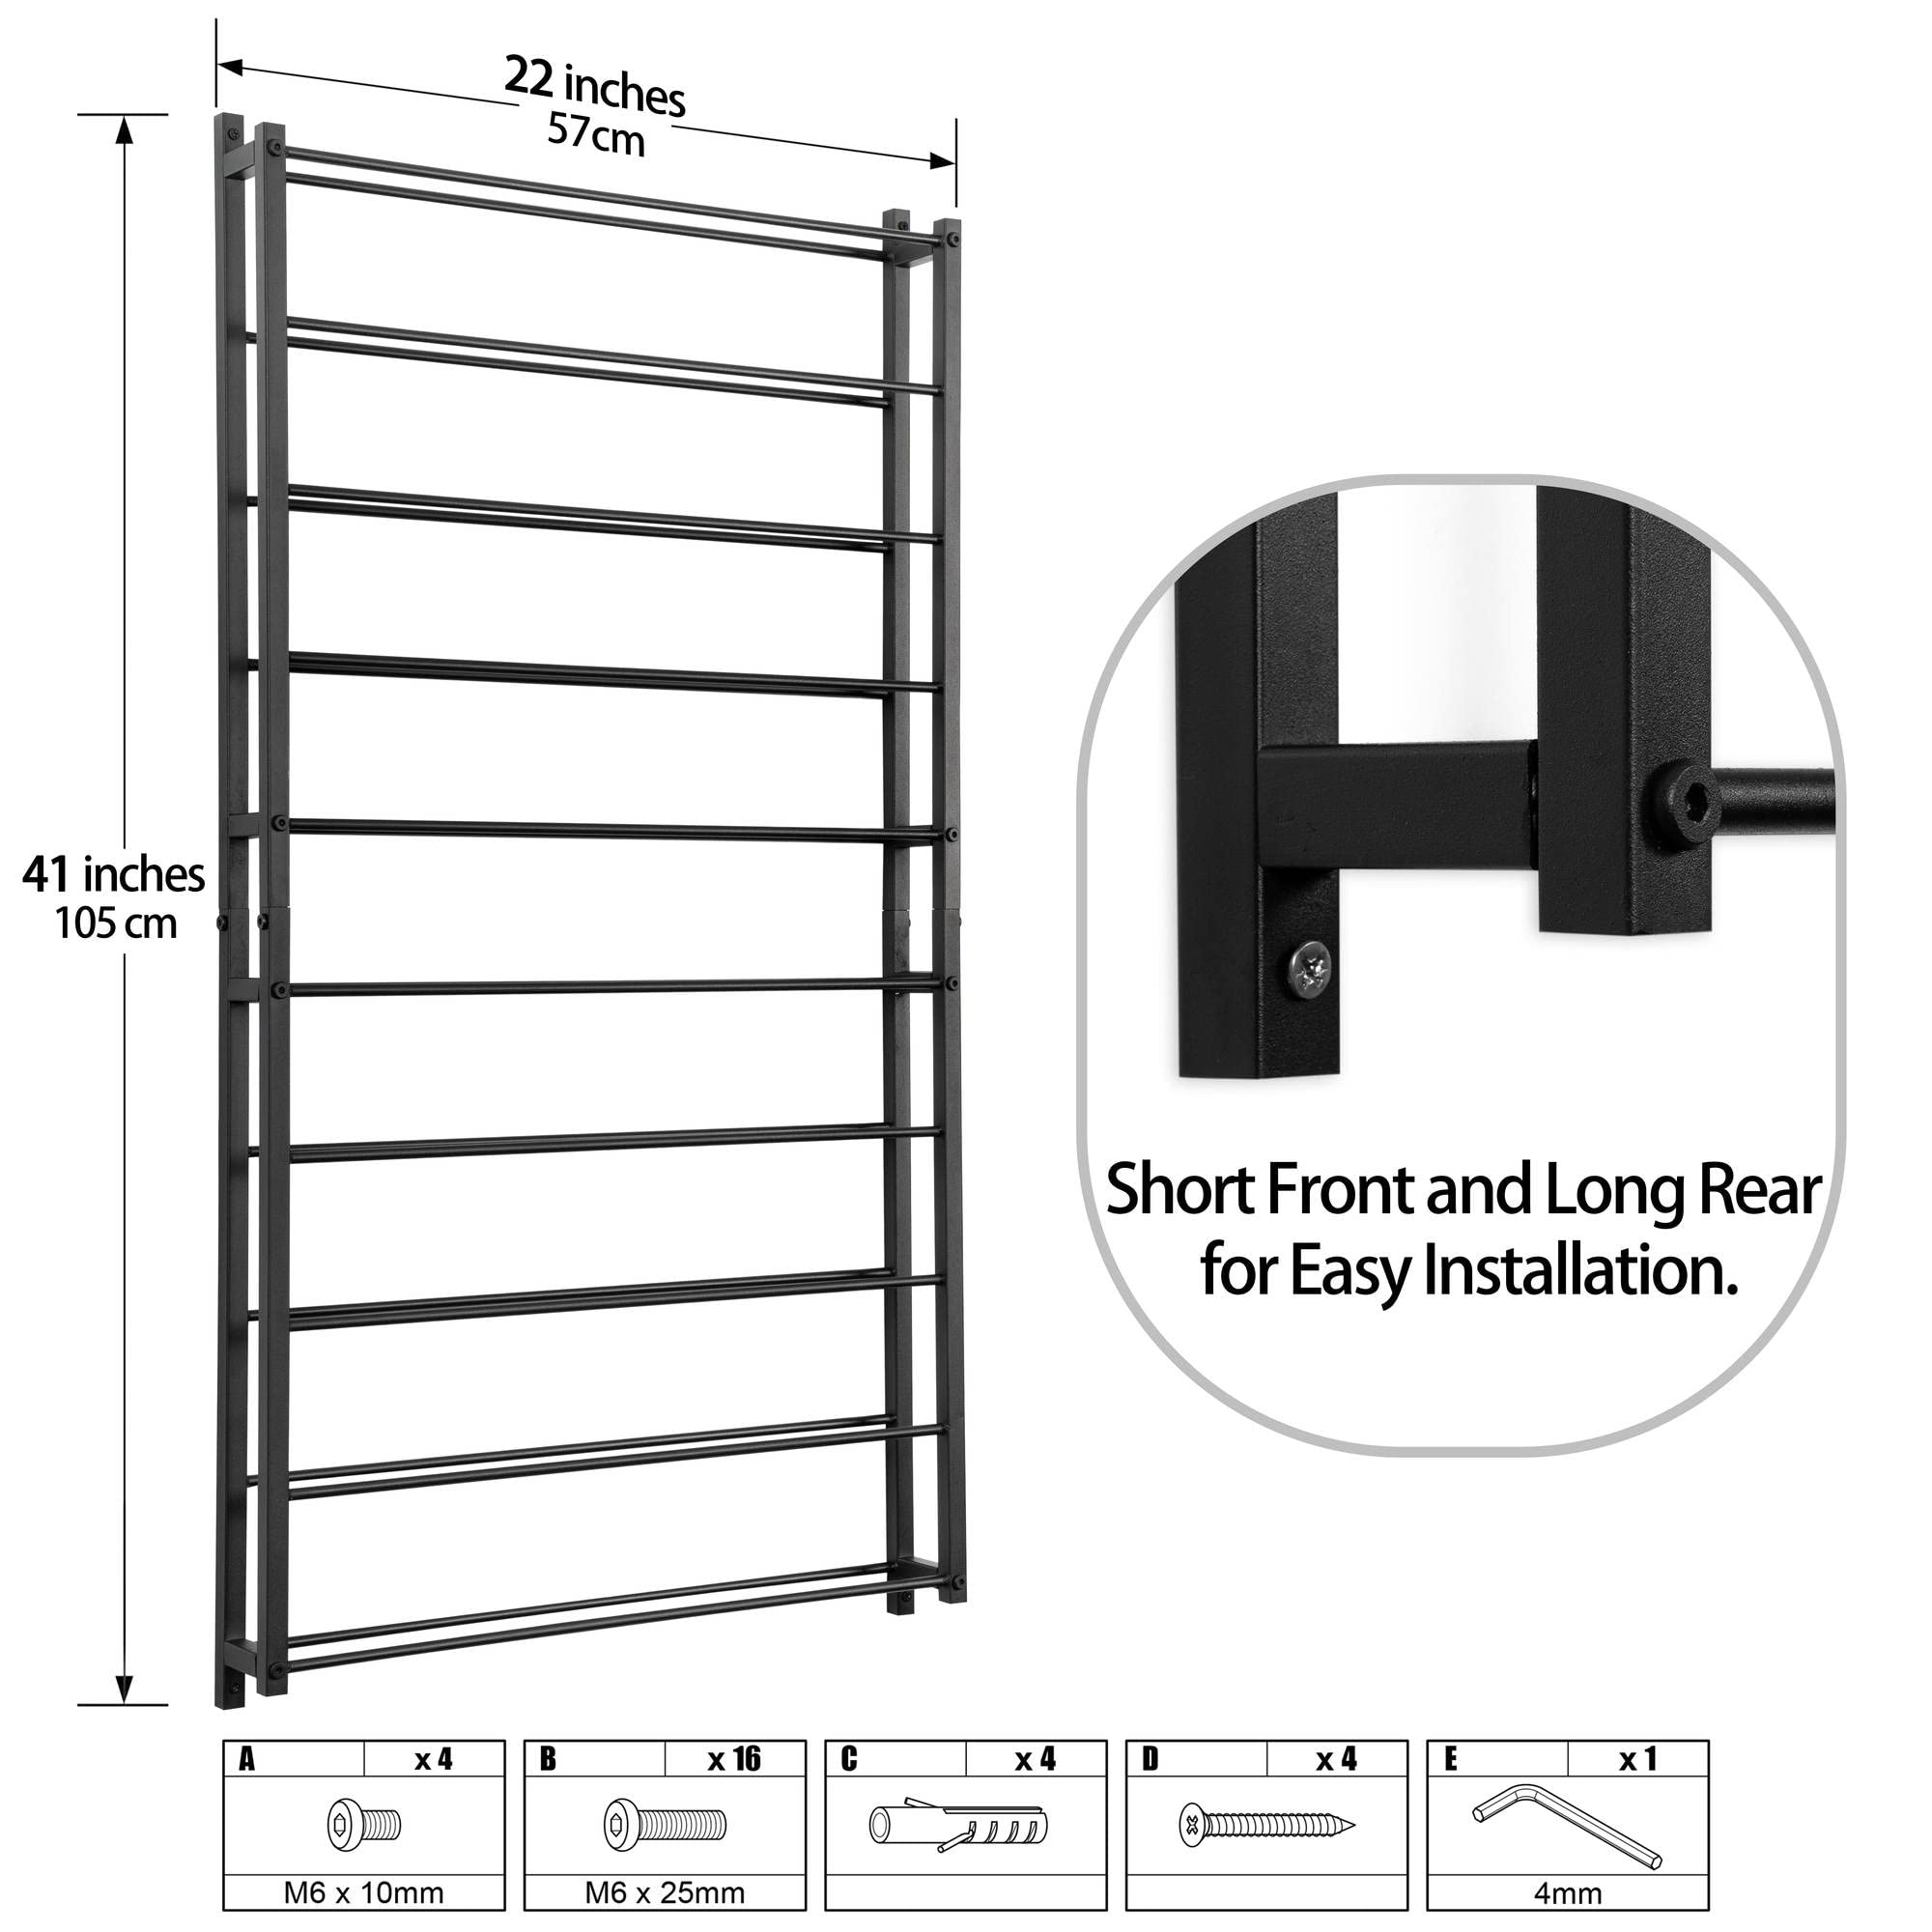 22 inches
57cm
41 inches
105 cm
Short Front and Long Rear
for Easy Installation.
A x 4
M6 x 10mm
B x 16
M6 x 25mm
C x 4
D x 4
E x 1
4mm